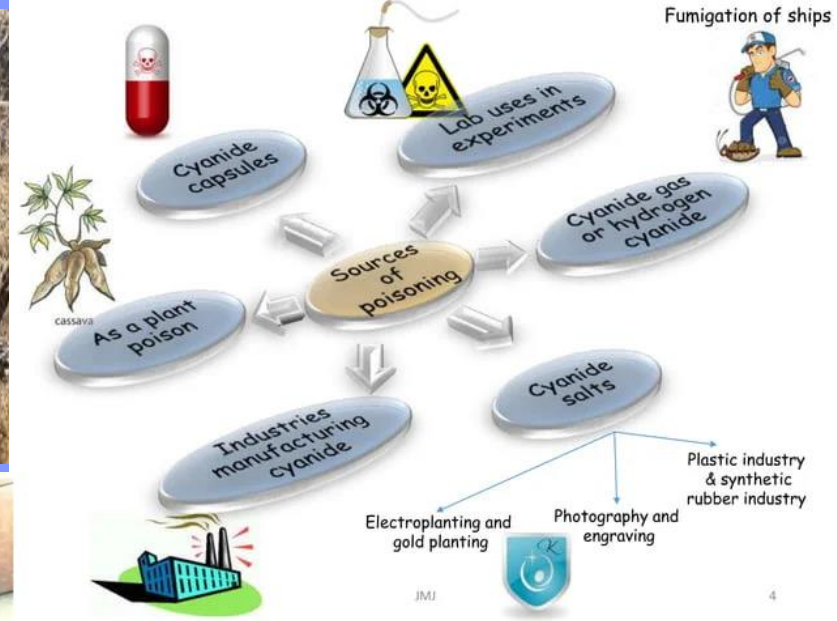 Fumigation of ships
Lab uses in
experiments
Cyanide
capsules
Cyanide gas
or hydrogen
cyanide
Sources
of
poisoning
cassava
As a plant
poison
Cyanide
salts
Industries
manufacturing
cyanide
Plastic industry
& synthetic
rubber industry
Electroplanting and
gold planting
Photography and
engraving
K
JMJ
4